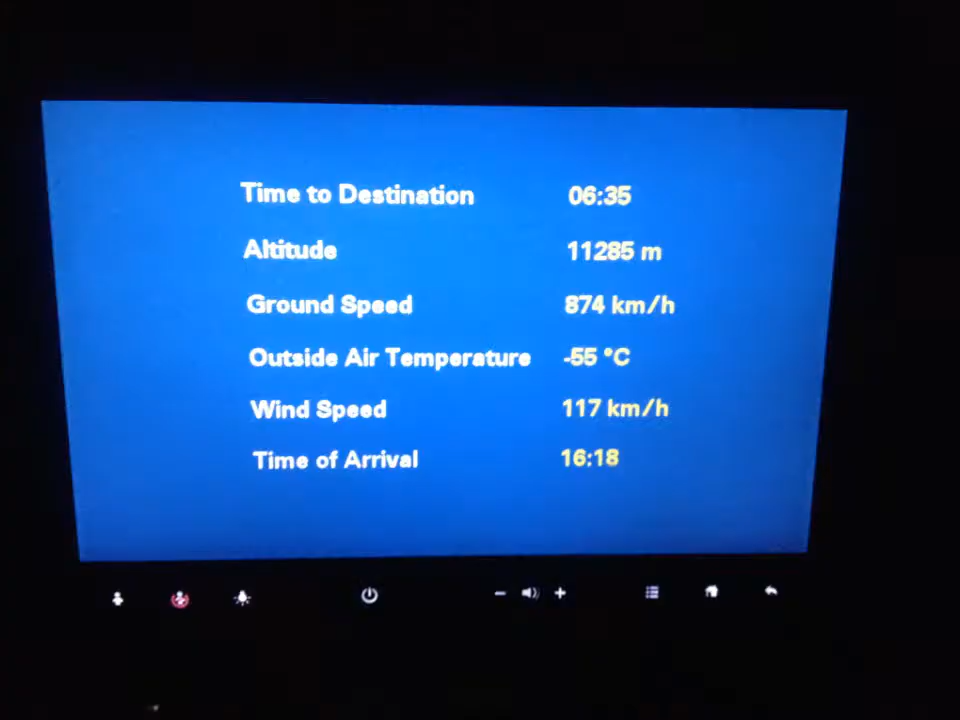 Time to Destination 06:35
Altitude 11285 m
Ground Speed 874 km/h
Outside Air Temperature -55 °C
Wind Speed 117 km/h
Time of Arrival 16:18